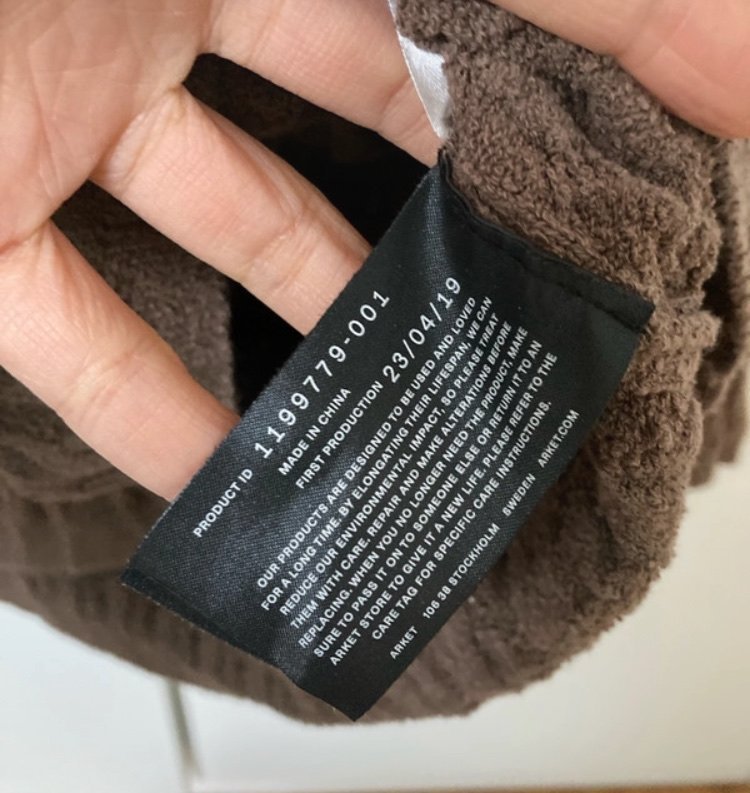 PRODUCT ID 1199779-001
MADE IN CHINA
FIRST PRODUCTION 23/04/19
OUR PRODUCTS ARE DESIGNED TO BE USED AND LOVED
FOR A LONG TIME. BY ELONGATING THEIR LIFESPAN, WE CAN
REDUCE OUR ENVIRONMENTAL IMPACT, SO PLEASE TREAT
THEM WITH CARE. REPAIR AND MAKE ALTERATIONS BEFORE
REPLACING. WHEN YOU NO LONGER NEED THE PRODUCT, MAKE
SURE TO PASS IT ON TO SOMEONE ELSE OR RETURN IT TO AN
ARKET STORE TO GIVE IT A NEW LIFE. PLEASE REFER TO THE
CARE TAG FOR SPECIFIC CARE INSTRUCTIONS.
ARKET 106 38 STOCKHOLM SWEDEN ARKET.COM